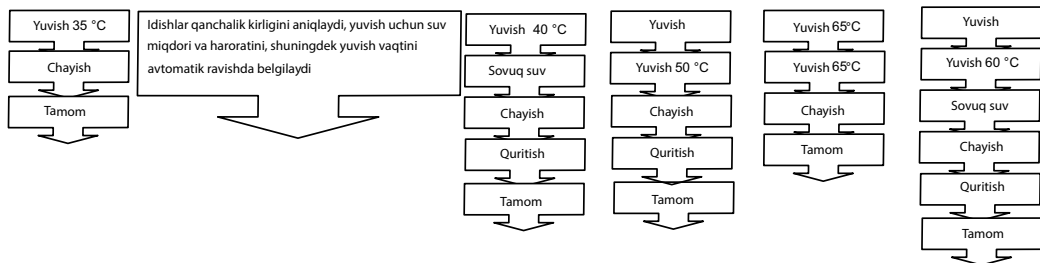 Yuvish 35 °C
Chayish
Tamom
Idishlar qanchalik kirligini aniqlaydi, yuvish uchun suv
miqdori va haroratini, shuningdek yuvish vaqtini
avtomatik ravishda belgilaydi
Yuvish 40 °C
Sovuq suv
Chayish
Quritish
Tamom
Yuvish
Yuvish 50 °C
Chayish
Quritish
Tamom
Yuvish 65°C
Yuvish 65°C
Chayish
Tamom
Yuvish
Yuvish 60 °C
Sovuq suv
Chayish
Quritish
Tamom